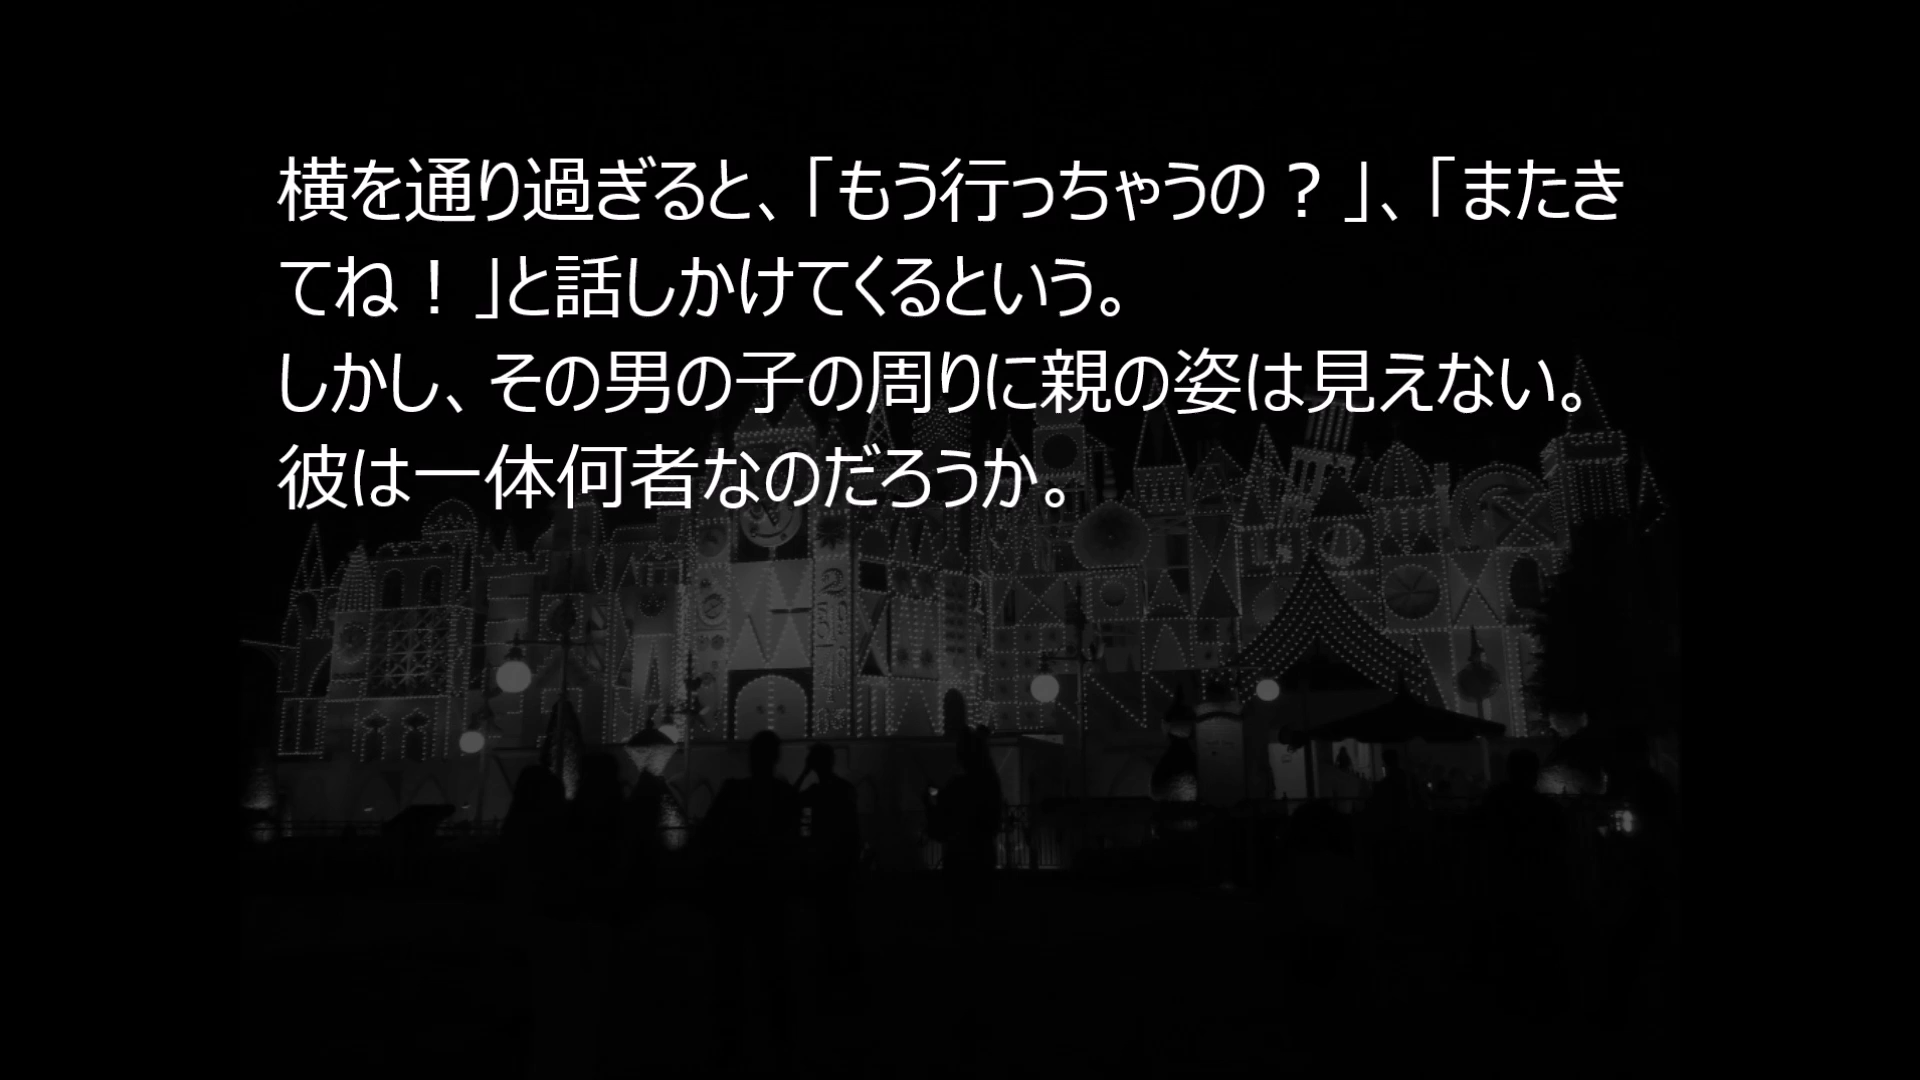 横を通り過ぎると、「もう行っちゃうの？」、「またき
てね！」と話しかけてくるという。
しかし、その男の子の周りに親の姿は見えない。
彼は一体何者なのだろうか。